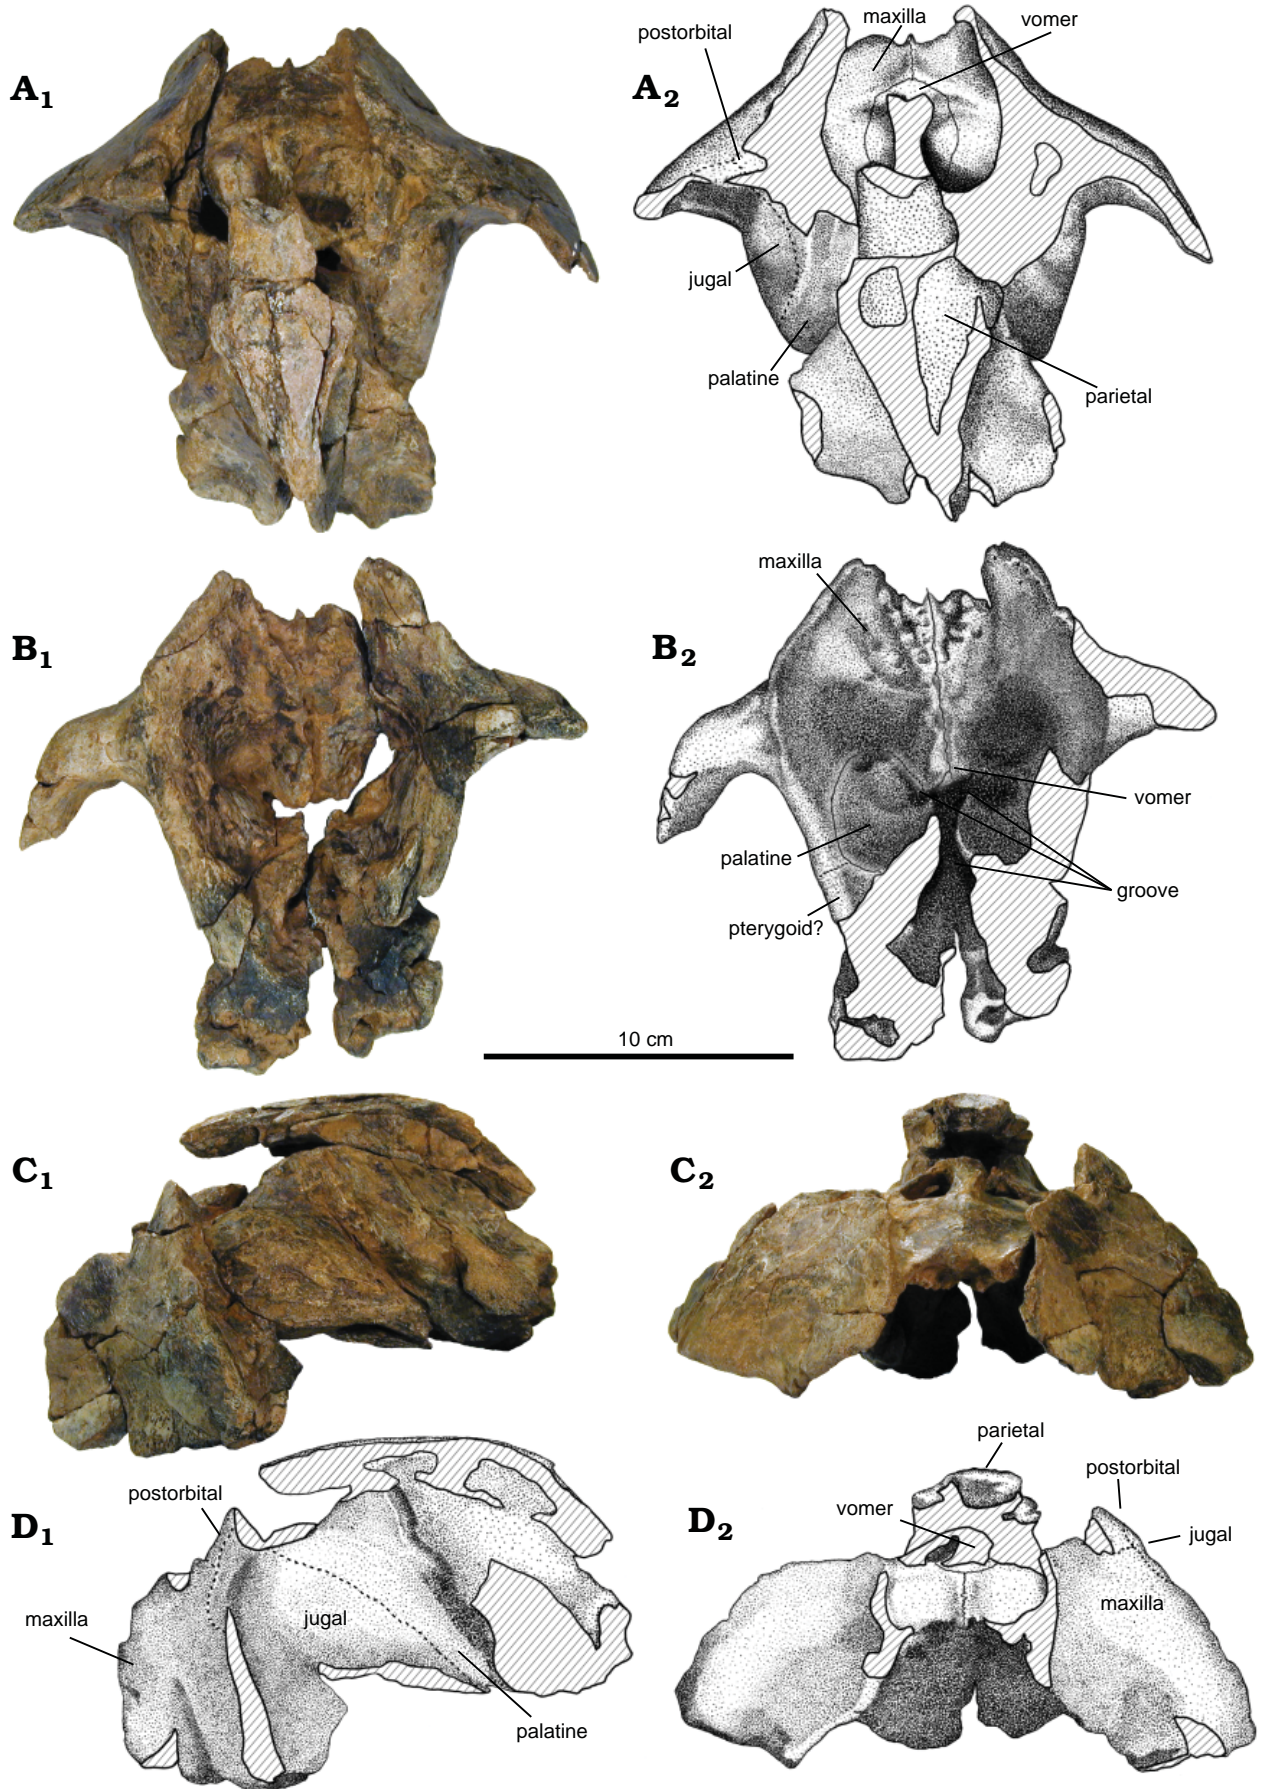 A1
A2
postorbital
maxilla
vomer
jugal
palatine
parietal
B1
B2
maxilla
vomer
palatine
groove
pterygoid?
10 cm
C1
C2
D1
postorbital
maxilla
jugal
palatine
D2
parietal
postorbital
vomer
jugal
maxilla